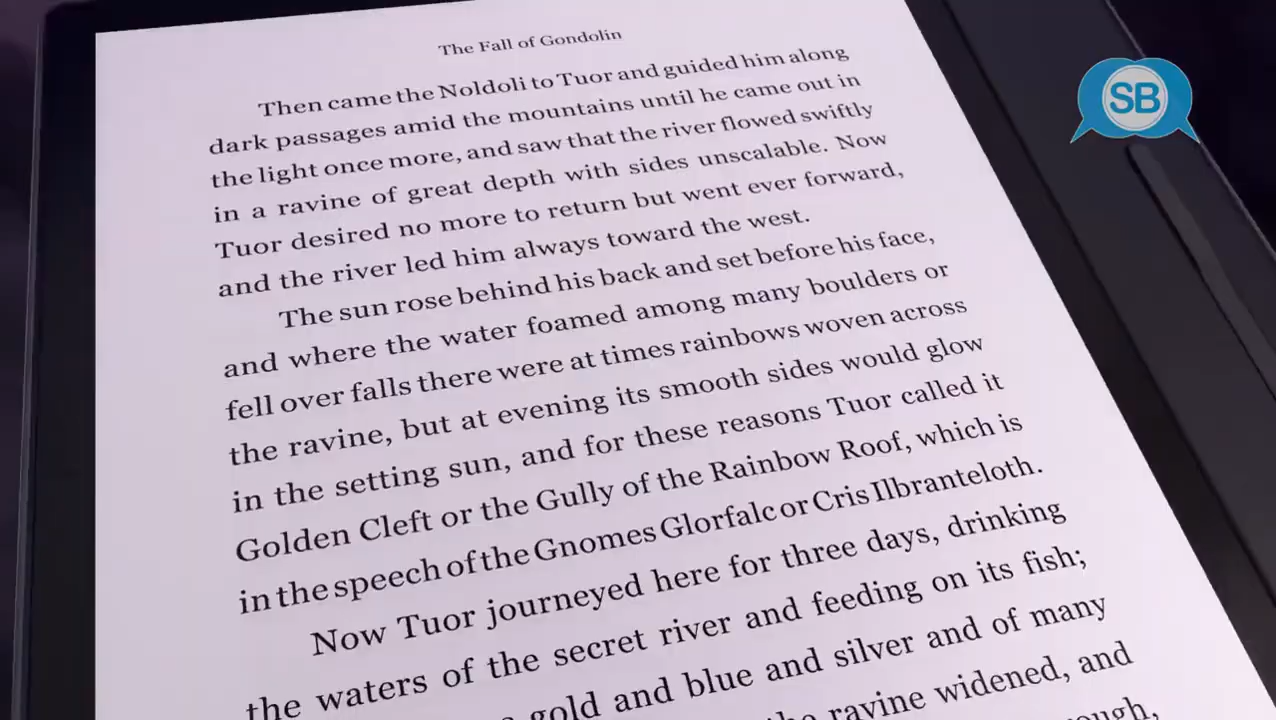 The Fall of Gondolin
SB
Then came the Noldoli to Tuor and guided him along
dark passages amid the mountains until he came out in
the light once more, and saw that the river flowed swiftly
in a ravine of great depth with sides unscalable. Now
Tuor desired no more to return but went ever forward,
and the river led him always toward the west.
The sun rose behind his back and set before his face,
and where the water foamed among many boulders or
fell over falls there were at times rainbows woven across
the ravine, but at evening its smooth sides would glow
in the setting sun, and for these reasons Tuor called it
Golden Cleft or the Gully of the Rainbow Roof, which is
in the speech of the Gnomes Glorfalc or Cris Ilbranteloth.
Now Tuor journeyed here for three days, drinking
the waters of the secret river and feeding on its fish;
gold and blue and silver and of many
ravine widened, and